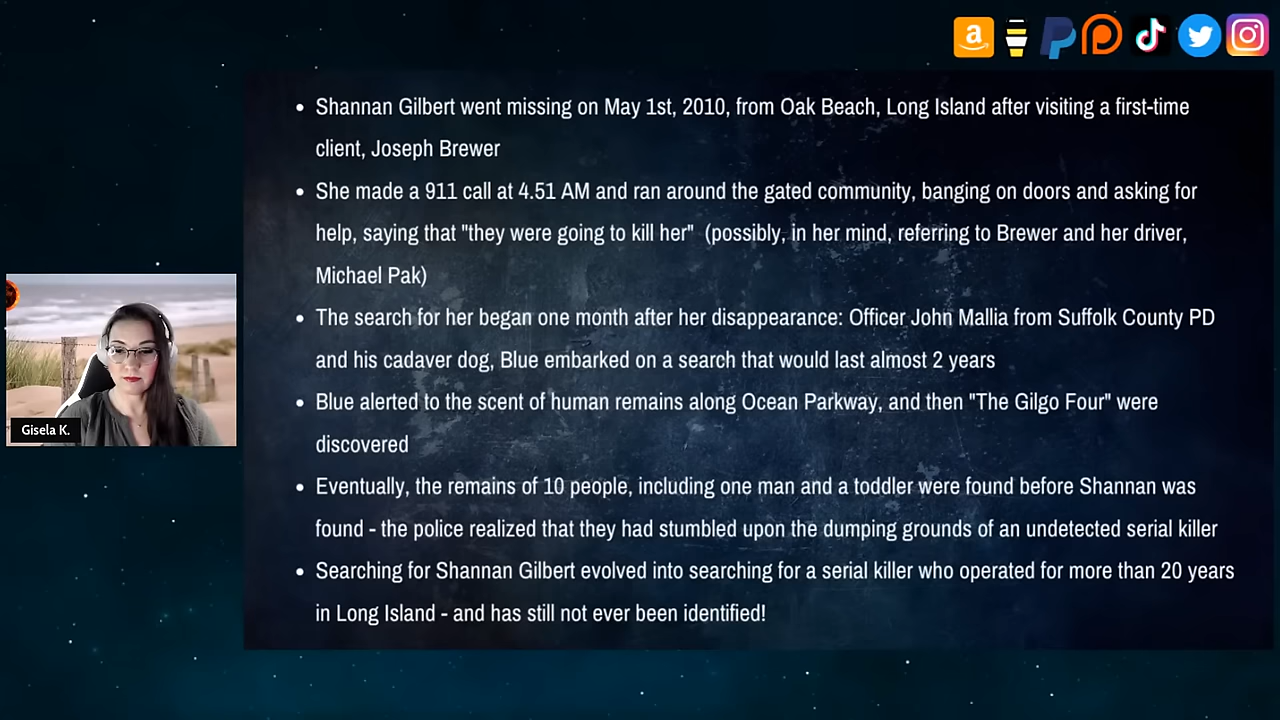 Shannan Gilbert went missing on May 1st, 2010, from Oak Beach, Long Island after visiting a first-time
client, Joseph Brewer
She made a 911 call at 4.51 AM and ran around the gated community, banging on doors and asking for
help, saying that "they were going to kill her" (possibly, in her mind, referring to Brewer and her driver,
Michael Pak)
The search for her began one month after her disappearance: Officer John Mallia from Suffolk County PD
and his cadaver dog, Blue embarked on a search that would last almost 2 years
Blue alerted to the scent of human remains along Ocean Parkway, and then "The Gilgo Four" were
discovered
Eventually, the remains of 10 people, including one man and a toddler were found before Shannan was
found - the police realized that they had stumbled upon the dumping grounds of an undetected serial killer
Searching for Shannan Gilbert evolved into searching for a serial killer who operated for more than 20 years
in Long Island - and has still not ever been identified!
Gisela K.